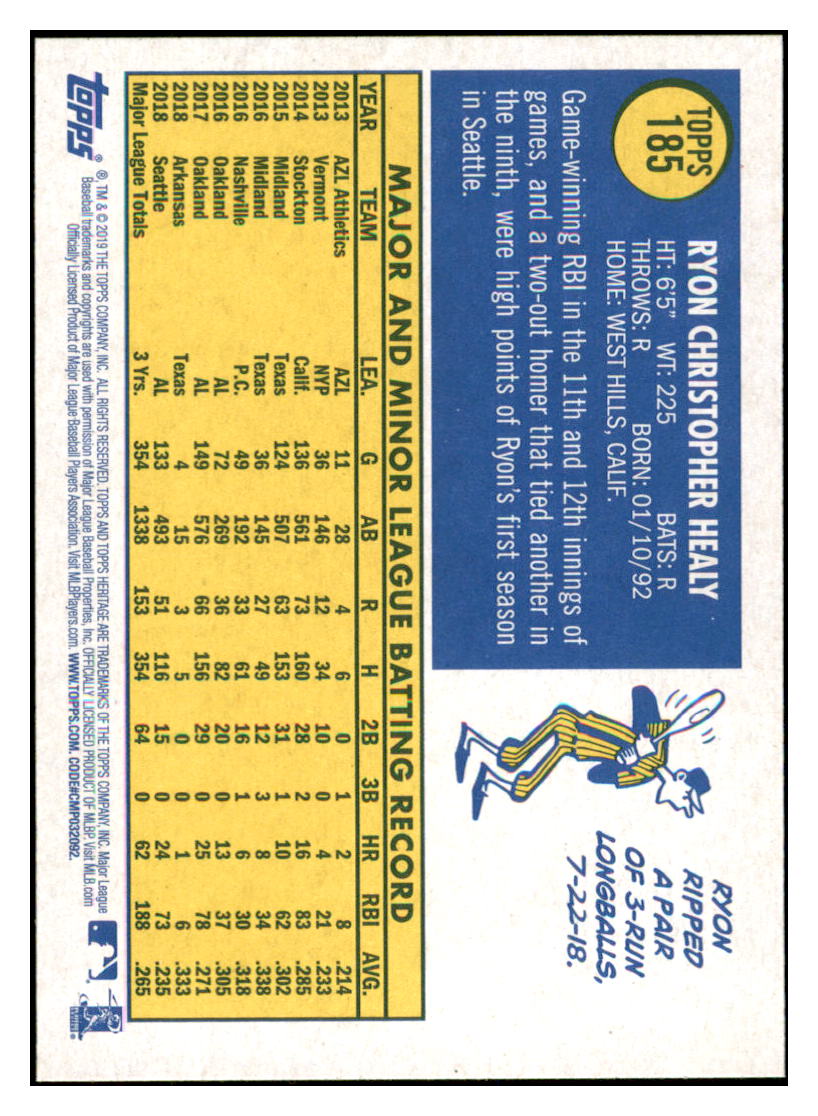 TOPPS
185
RYON CHRISTOPHER HEALY
HT: 6'5" WT: 225 BATS: R
THROWS: R BORN: 01/10/92
HOME: WEST HILLS, CALIF.
Game-winning RBI in the 11th and 12th innings of
games, and a two-out homer that tied another in
the ninth, were high points of Ryon's first season
in Seattle.
RYON
RIPPED
A PAIR
OF 3-RUN
LONGBALLS,
7-22-18.
MAJOR AND MINOR LEAGUE BATTING RECORD
YEAR TEAM LEA. G AB R H 2B 3B HR RBI AVG.
2013 AZL Athletics AZL 11 28 4 6 0 1 2 8 .214
2013 Vermont NYP 36 146 12 34 10 0 4 21 .233
2014 Stockton Calif. 136 561 73 160 28 2 16 83 .285
2015 Midland Texas 124 507 63 153 31 1 10 62 .302
2016 Midland Texas 36 145 27 49 12 3 8 34 .338
2016 Nashville P.C. 49 192 33 61 16 1 6 30 .318
2016 Oakland AL 72 269 36 82 20 0 13 37 .305
2017 Oakland AL 149 576 66 156 29 0 25 78 .271
2018 Arkansas Texas 4 15 3 5 0 0 1 6 .333
2018 Seattle AL 133 493 51 116 15 0 24 73 .235
Major League Totals 3 Yrs. 354 1338 153 354 64 0 62 188 .265
topps ® ®, TM & © 2019 THE TOPPS COMPANY, INC. ALL RIGHTS RESERVED. TOPPS AND TOPPS HERITAGE ARE TRADEMARKS OF THE TOPPS COMPANY, INC. Major League
Baseball trademarks and copyrights are used with permission of Major League Baseball Properties, Inc. OFFICIALLY LICENSED PRODUCT OF MLBP. Visit MLB.com
Officially Licensed Product of Major League Baseball Players Association. Visit MLBPlayers.com. WWW.TOPPS.COM. CODE#CMP032092.